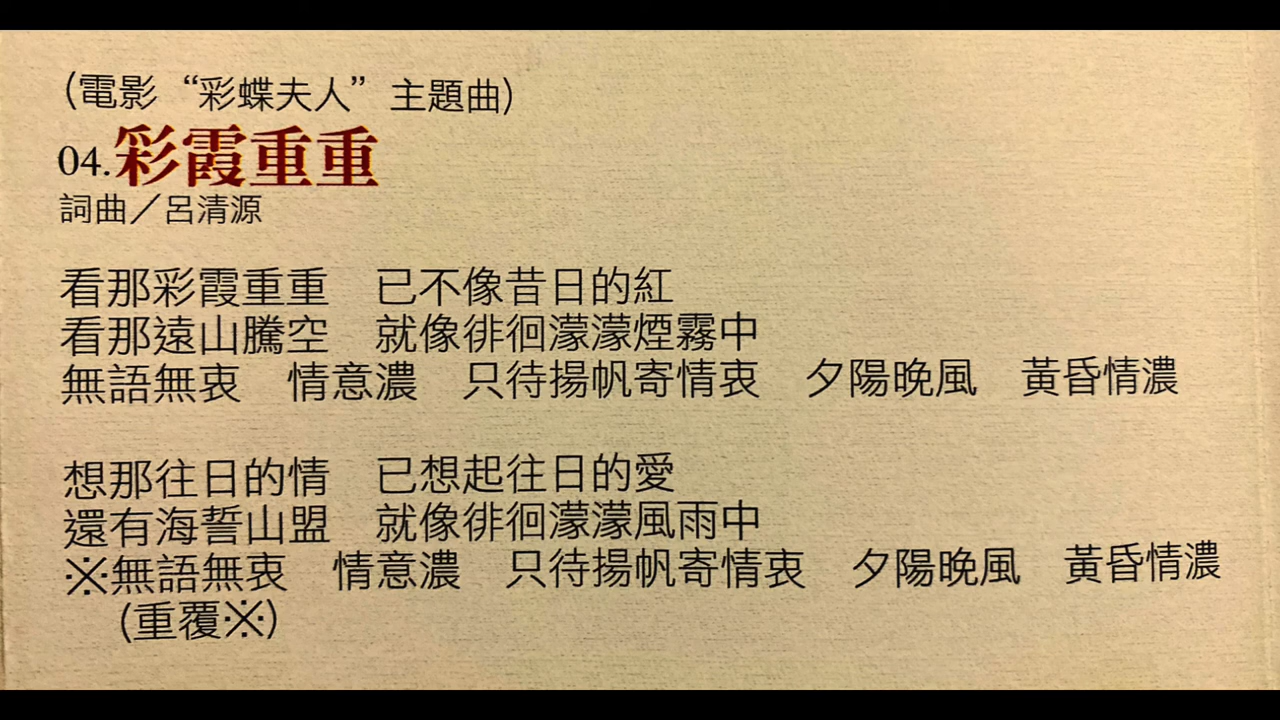 (電影“彩蝶夫人”主題曲)
04.彩霞重重
詞曲／呂清源
看那彩霞重重　已不像昔日的紅
看那遠山騰空　就像徘徊濛濛煙霧中
無語無衷　情意濃　只待揚帆寄情衷　夕陽晚風　黃昏情濃
想那往日的情　已想起往日的愛
還有海誓山盟　就像徘徊濛濛風雨中
※無語無衷　情意濃　只待揚帆寄情衷　夕陽晚風　黃昏情濃
(重覆※)